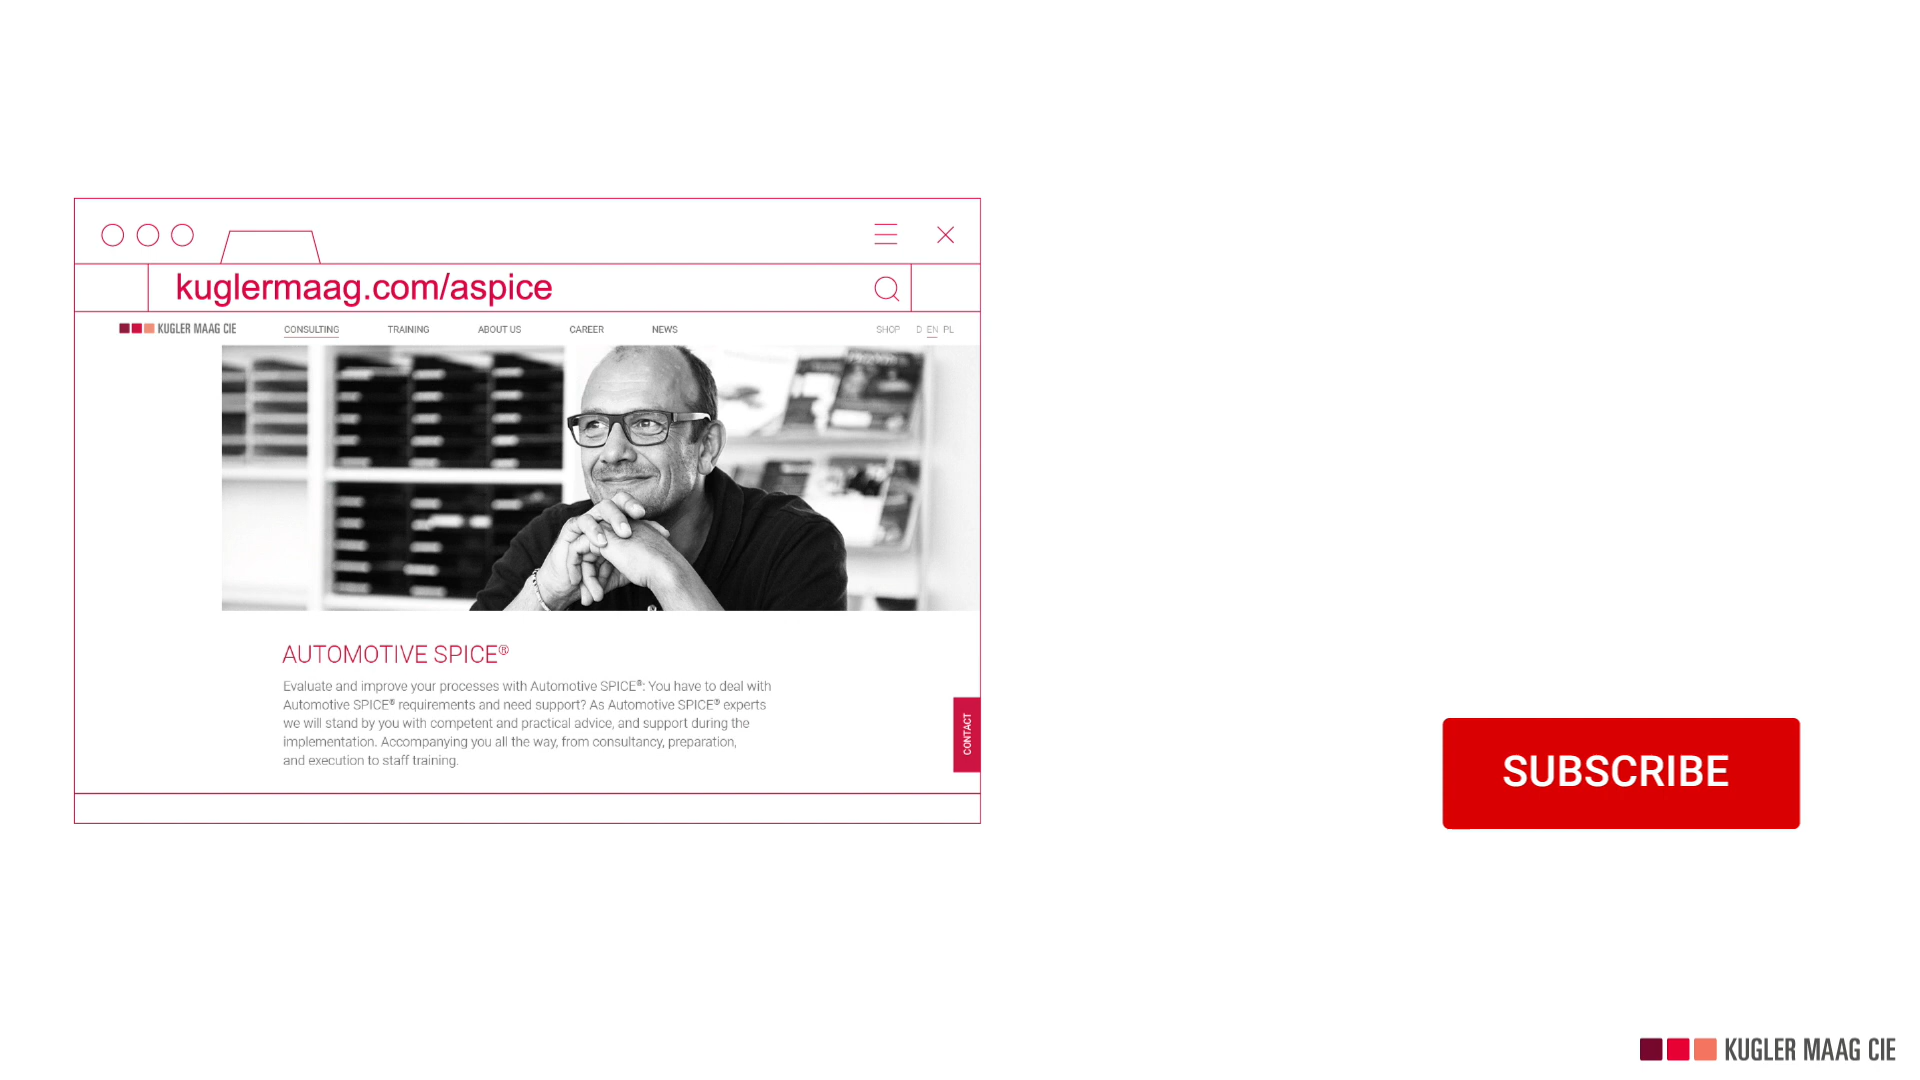 kuglermaag.com/aspice
KUGLER MAAG CIE CONSULTING TRAINING ABOUT US CAREER NEWS SHOP D EN PL
AUTOMOTIVE SPICE®
Evaluate and improve your processes with Automotive SPICE®: You have to deal with
Automotive SPICE® requirements and need support? As Automotive SPICE® experts
we will stand by you with competent and practical advice, and support during the
implementation. Accompanying you all the way, from consultancy, preparation,
and execution to staff training.
CONTACT
SUBSCRIBE
KUGLER MAAG CIE